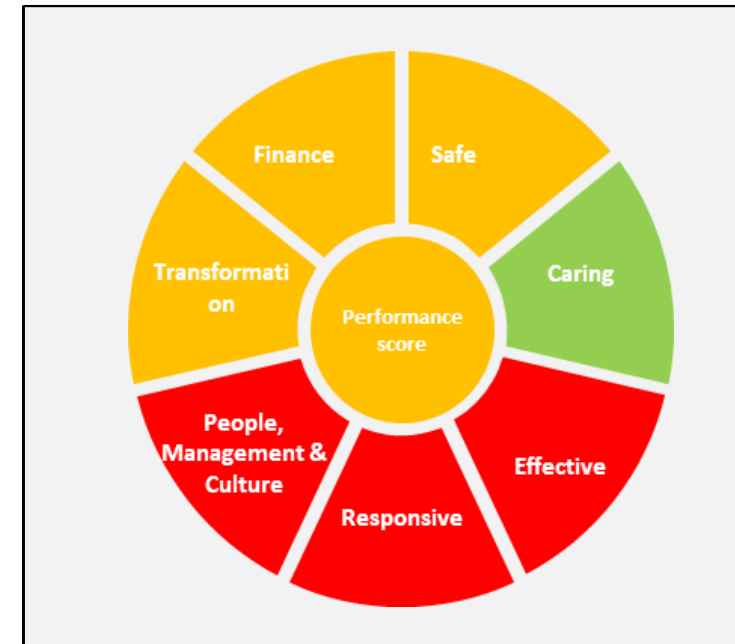 Finance
Safe
Transformati
on
Caring
Performance
score
People,
Management &
Culture
Effective
Responsive